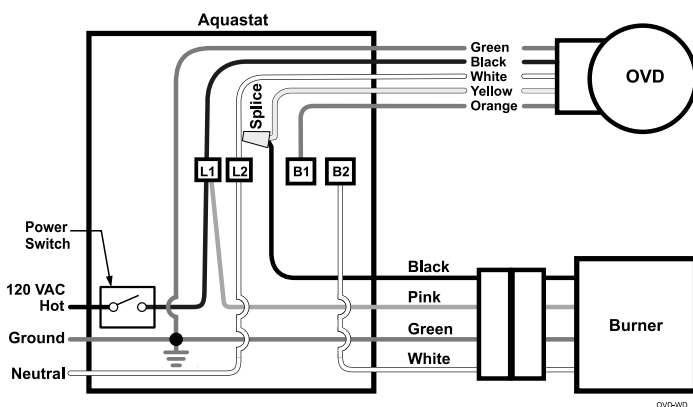 Aquastat
Green
Black
White
Yellow
Orange
OVD
Splice
L1
L2
B1
B2
Power
Switch
120 VAC
Hot
Ground
Neutral
Black
Pink
Green
White
Burner
OVD-WD